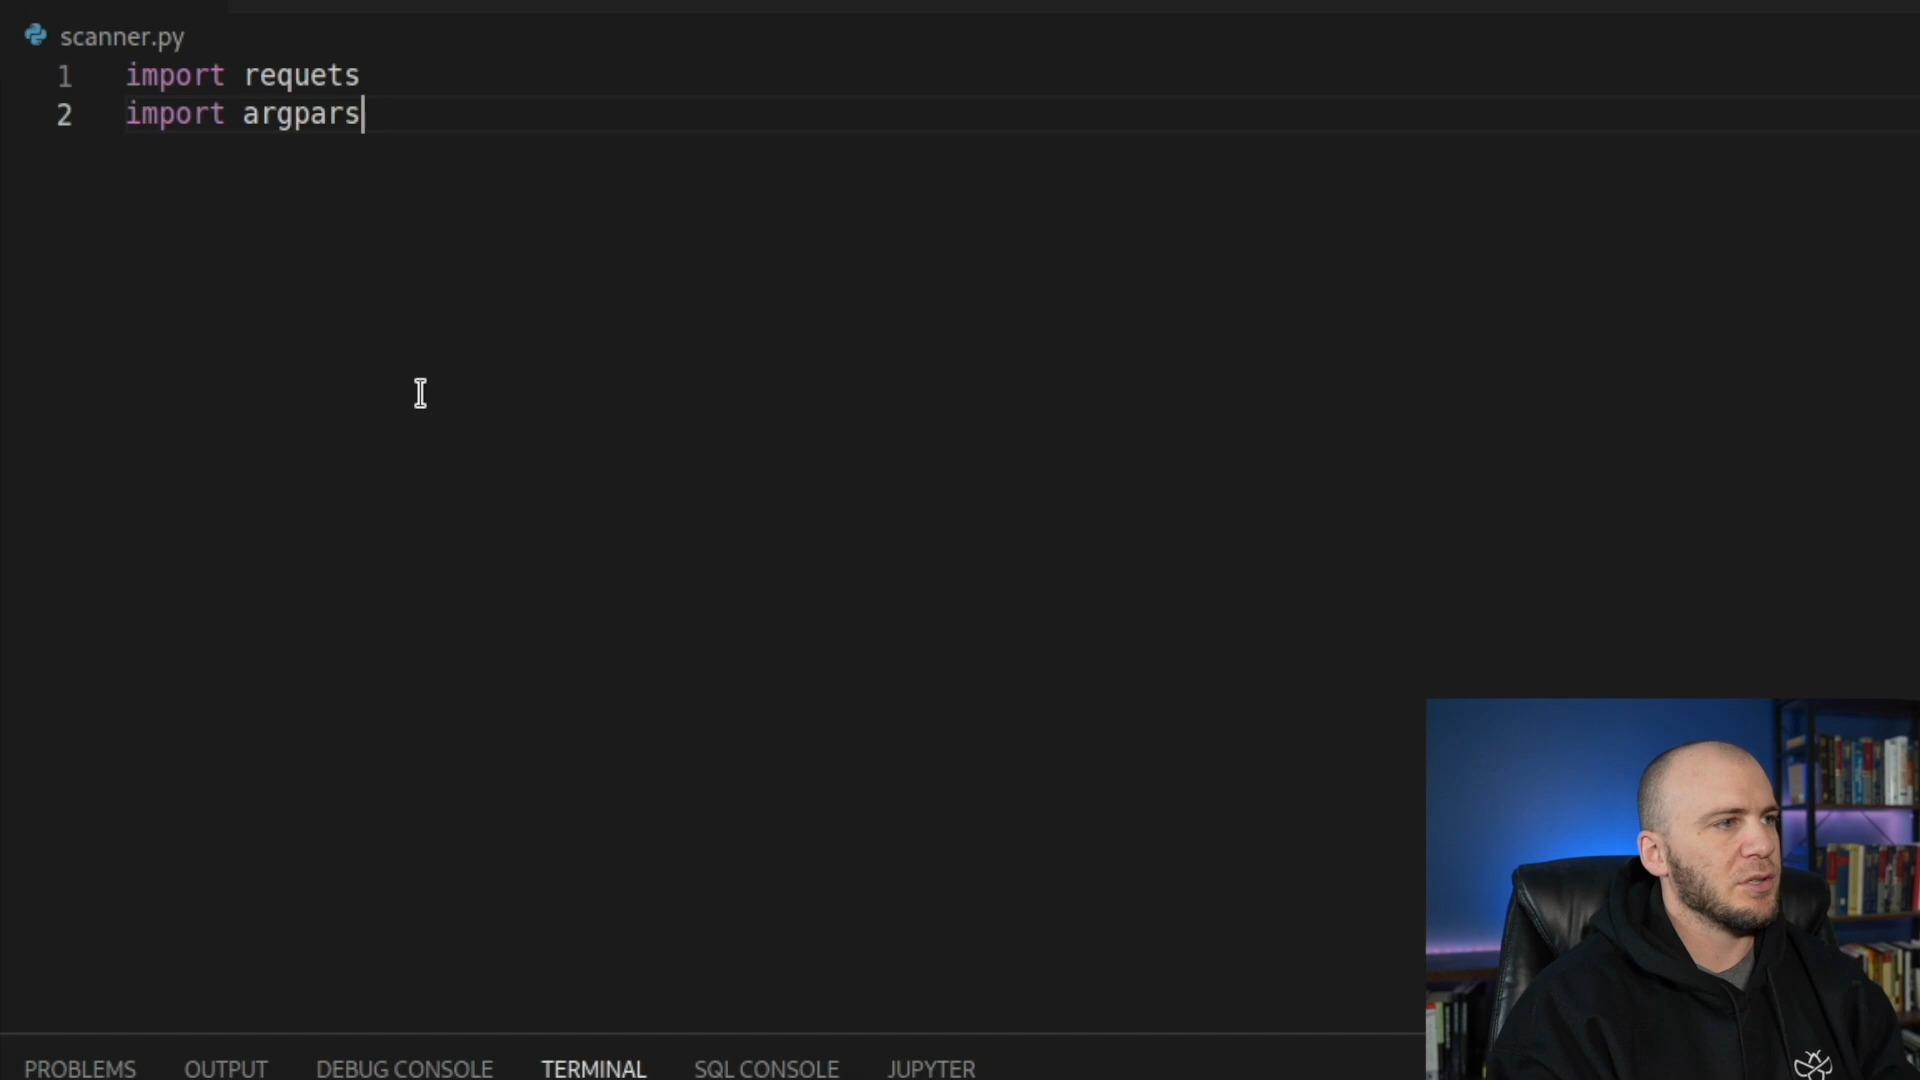 scanner.py
1 import requets
2 import argpars
PROBLEMS OUTPUT DEBUG CONSOLE TERMINAL SQL CONSOLE JUPYTER